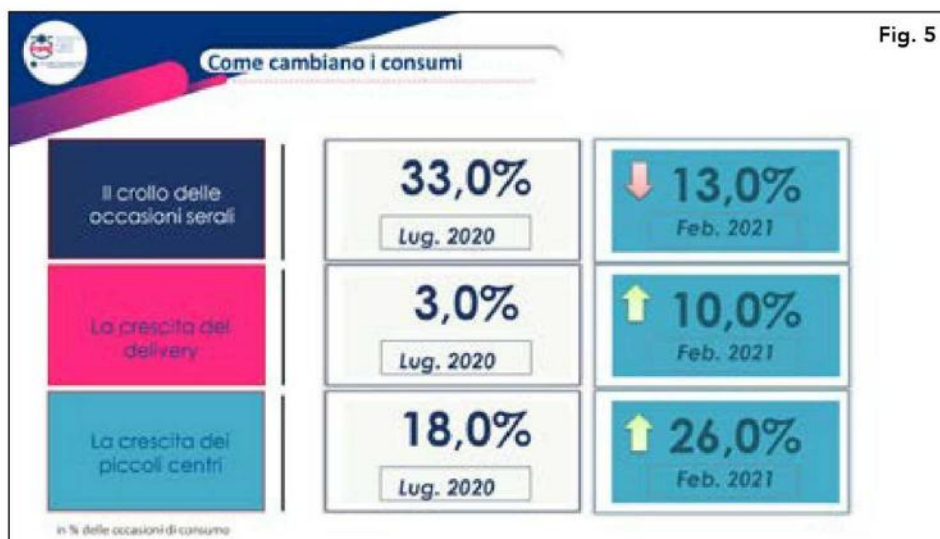 Fig. 5
Come cambiano i consumi
Il crollo delle
occasioni serali
33,0%
Lug. 2020
13,0%
Feb. 2021
La crescita del
delivery
3,0%
Lug. 2020
10,0%
Feb. 2021
La crescita dei
piccoli centri
18,0%
Lug. 2020
26,0%
Feb. 2021
in % delle occasioni di consumo